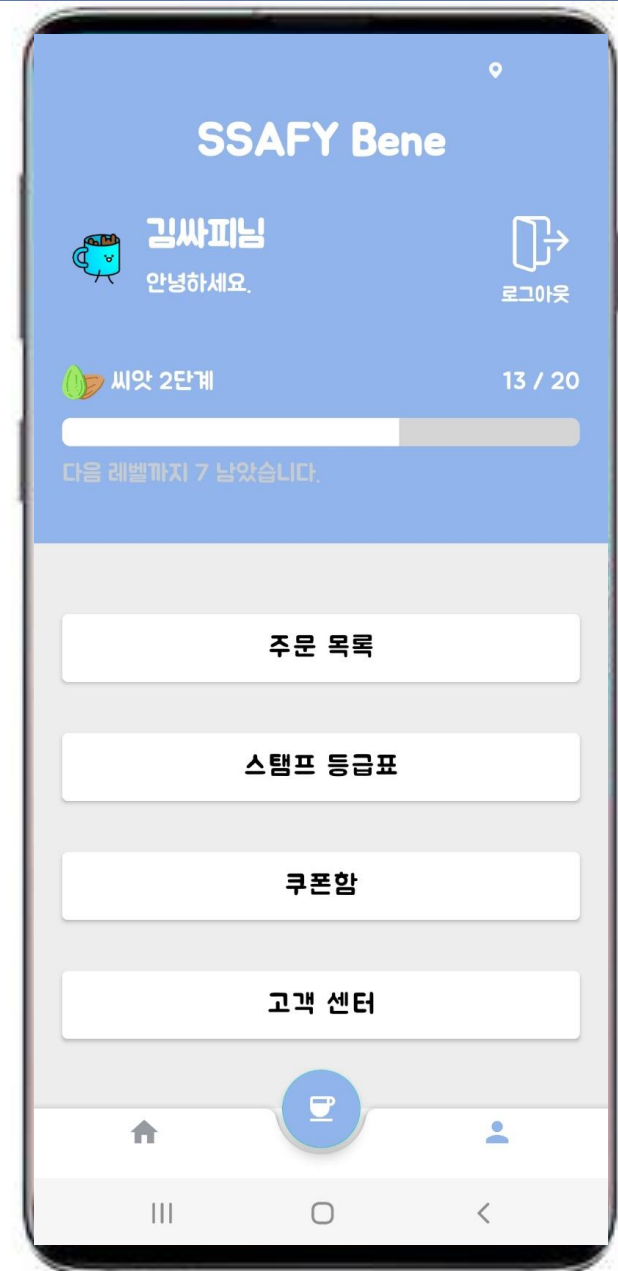 SSAFY Bene
김싸피님
안녕하세요.
로그아웃
씨앗 2단계
13 / 20
다음 레벨까지 7 남았습니다.
주문 목록
스탬프 등급표
쿠폰함
고객 센터